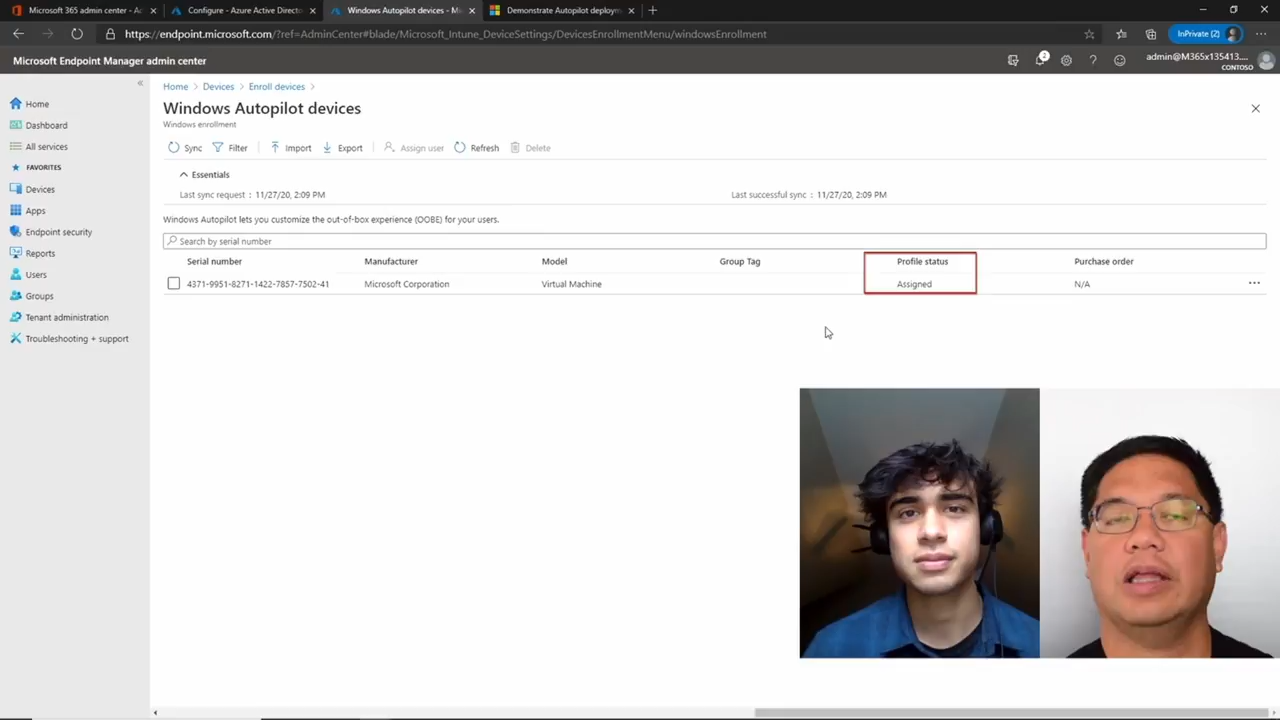 Microsoft 365 admin center - Ac
Configure - Azure Active Directo
Windows Autopilot devices - Mi
Demonstrate Autopilot deploym
https://endpoint.microsoft.com/?ref=AdminCenter#blade/Microsoft_Intune_DeviceSettings/DevicesEnrollmentMenu/windowsEnrollment
InPrivate (2)
Microsoft Endpoint Manager admin center
2
admin@M365x135413....
CONTOSO
Home
Dashboard
All services
FAVORITES
Devices
Apps
Endpoint security
Reports
Users
Groups
Tenant administration
Troubleshooting + support
Home > Devices > Enroll devices >
Windows Autopilot devices
Windows enrollment
Sync Filter Import Export Assign user Refresh Delete
Essentials
Last sync request : 11/27/20, 2:09 PM Last successful sync : 11/27/20, 2:09 PM
Windows Autopilot lets you customize the out-of-box experience (OOBE) for your users.
Search by serial number
Serial number Manufacturer Model Group Tag Profile status Purchase order
4371-9951-8271-1422-7857-7502-41 Microsoft Corporation Virtual Machine Assigned N/A